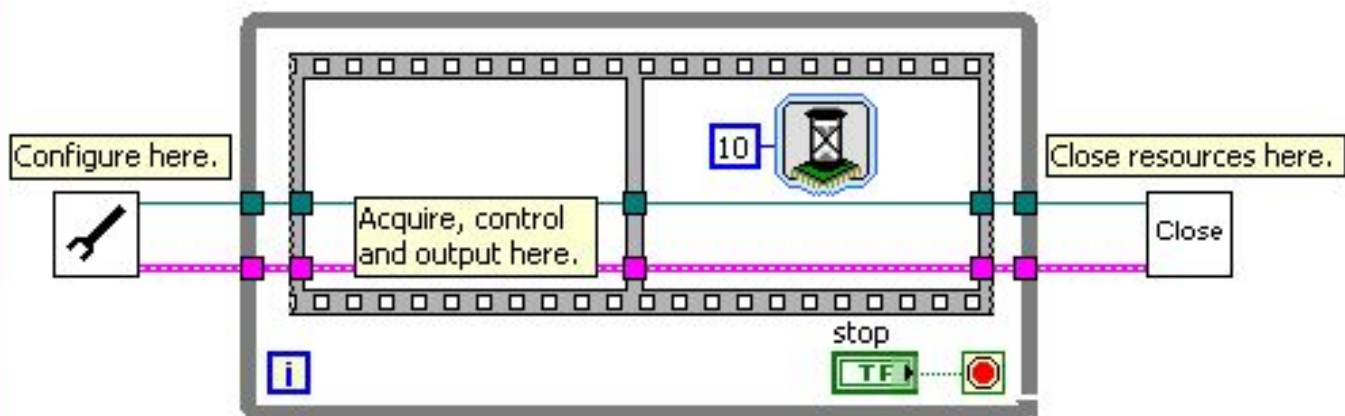 Configure here.
10
Close resources here.
Acquire, control
and output here.
Close
stop
i
TF